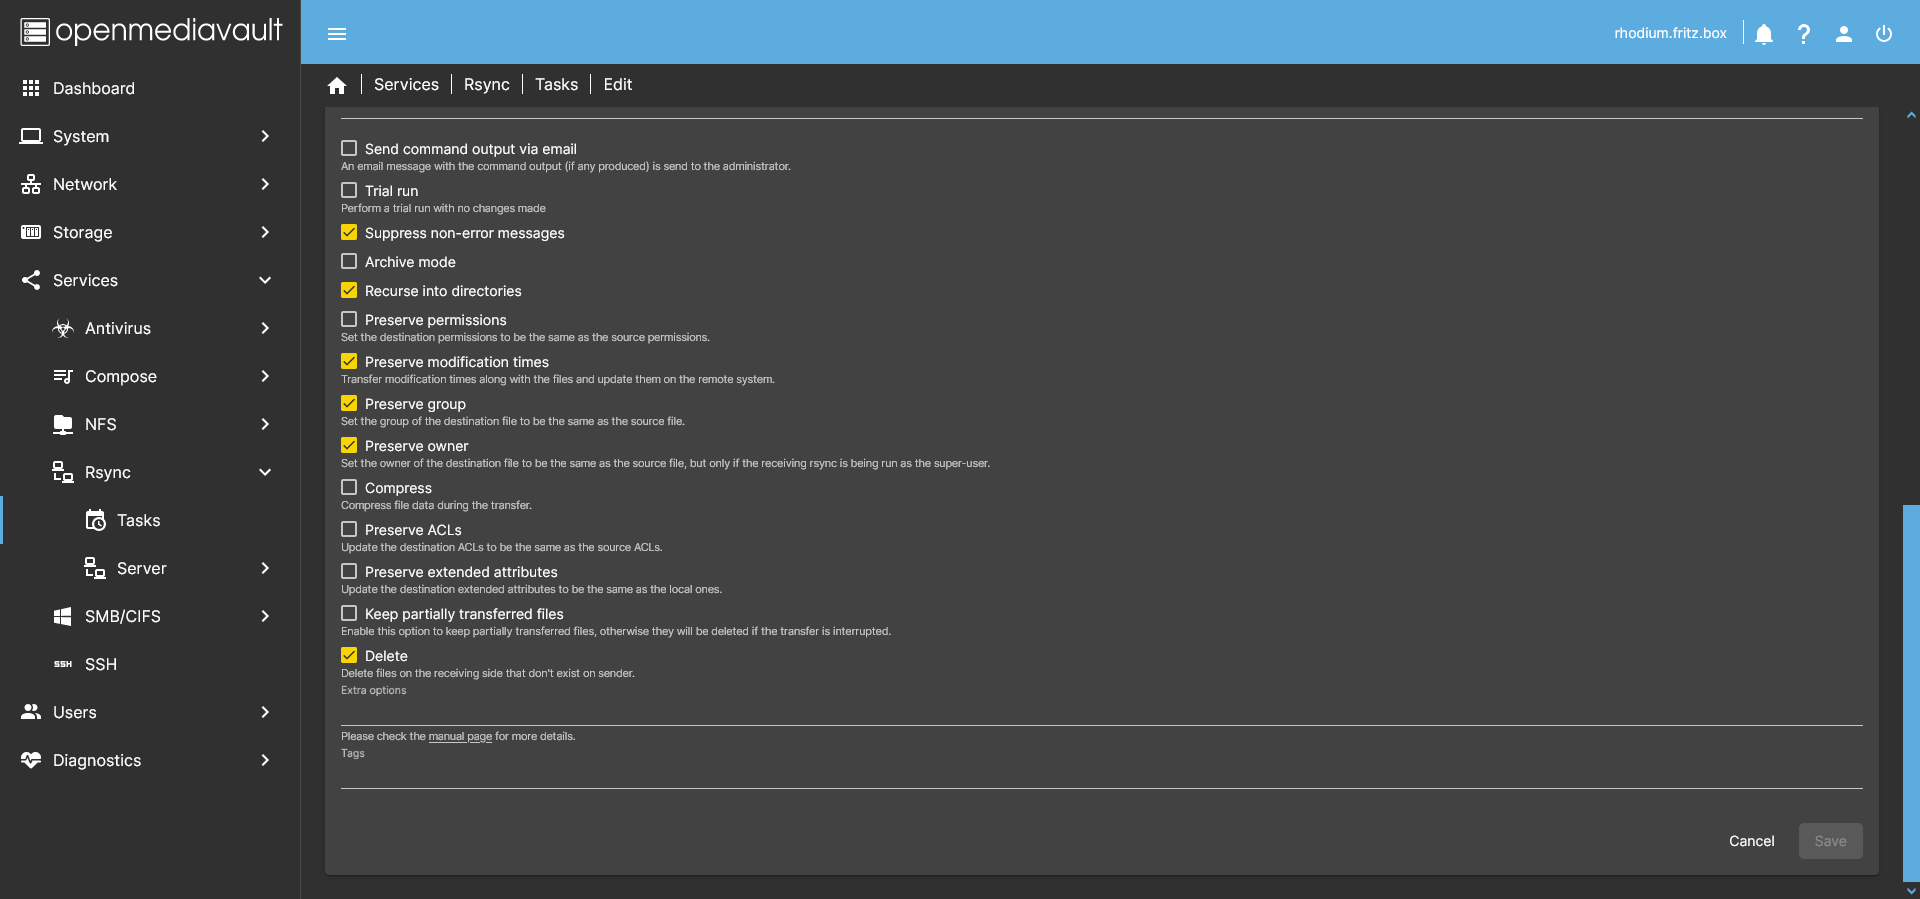 openmediavault
rhodium.fritz.box
Dashboard
System
Network
Storage
Services
Antivirus
Compose
NFS
Rsync
Tasks
Server
SMB/CIFS
SSH SSH
Users
Diagnostics
Services Rsync Tasks Edit
Send command output via email
An email message with the command output (if any produced) is send to the administrator.
Trial run
Perform a trial run with no changes made
Suppress non-error messages
Archive mode
Recurse into directories
Preserve permissions
Set the destination permissions to be the same as the source permissions.
Preserve modification times
Transfer modification times along with the files and update them on the remote system.
Preserve group
Set the group of the destination file to be the same as the source file.
Preserve owner
Set the owner of the destination file to be the same as the source file, but only if the receiving rsync is being run as the super-user.
Compress
Compress file data during the transfer.
Preserve ACLs
Update the destination ACLs to be the same as the source ACLs.
Preserve extended attributes
Update the destination extended attributes to be the same as the local ones.
Keep partially transferred files
Enable this option to keep partially transferred files, otherwise they will be deleted if the transfer is interrupted.
Delete
Delete files on the receiving side that don't exist on sender.
Extra options
Please check the manual page for more details.
Tags
Cancel Save